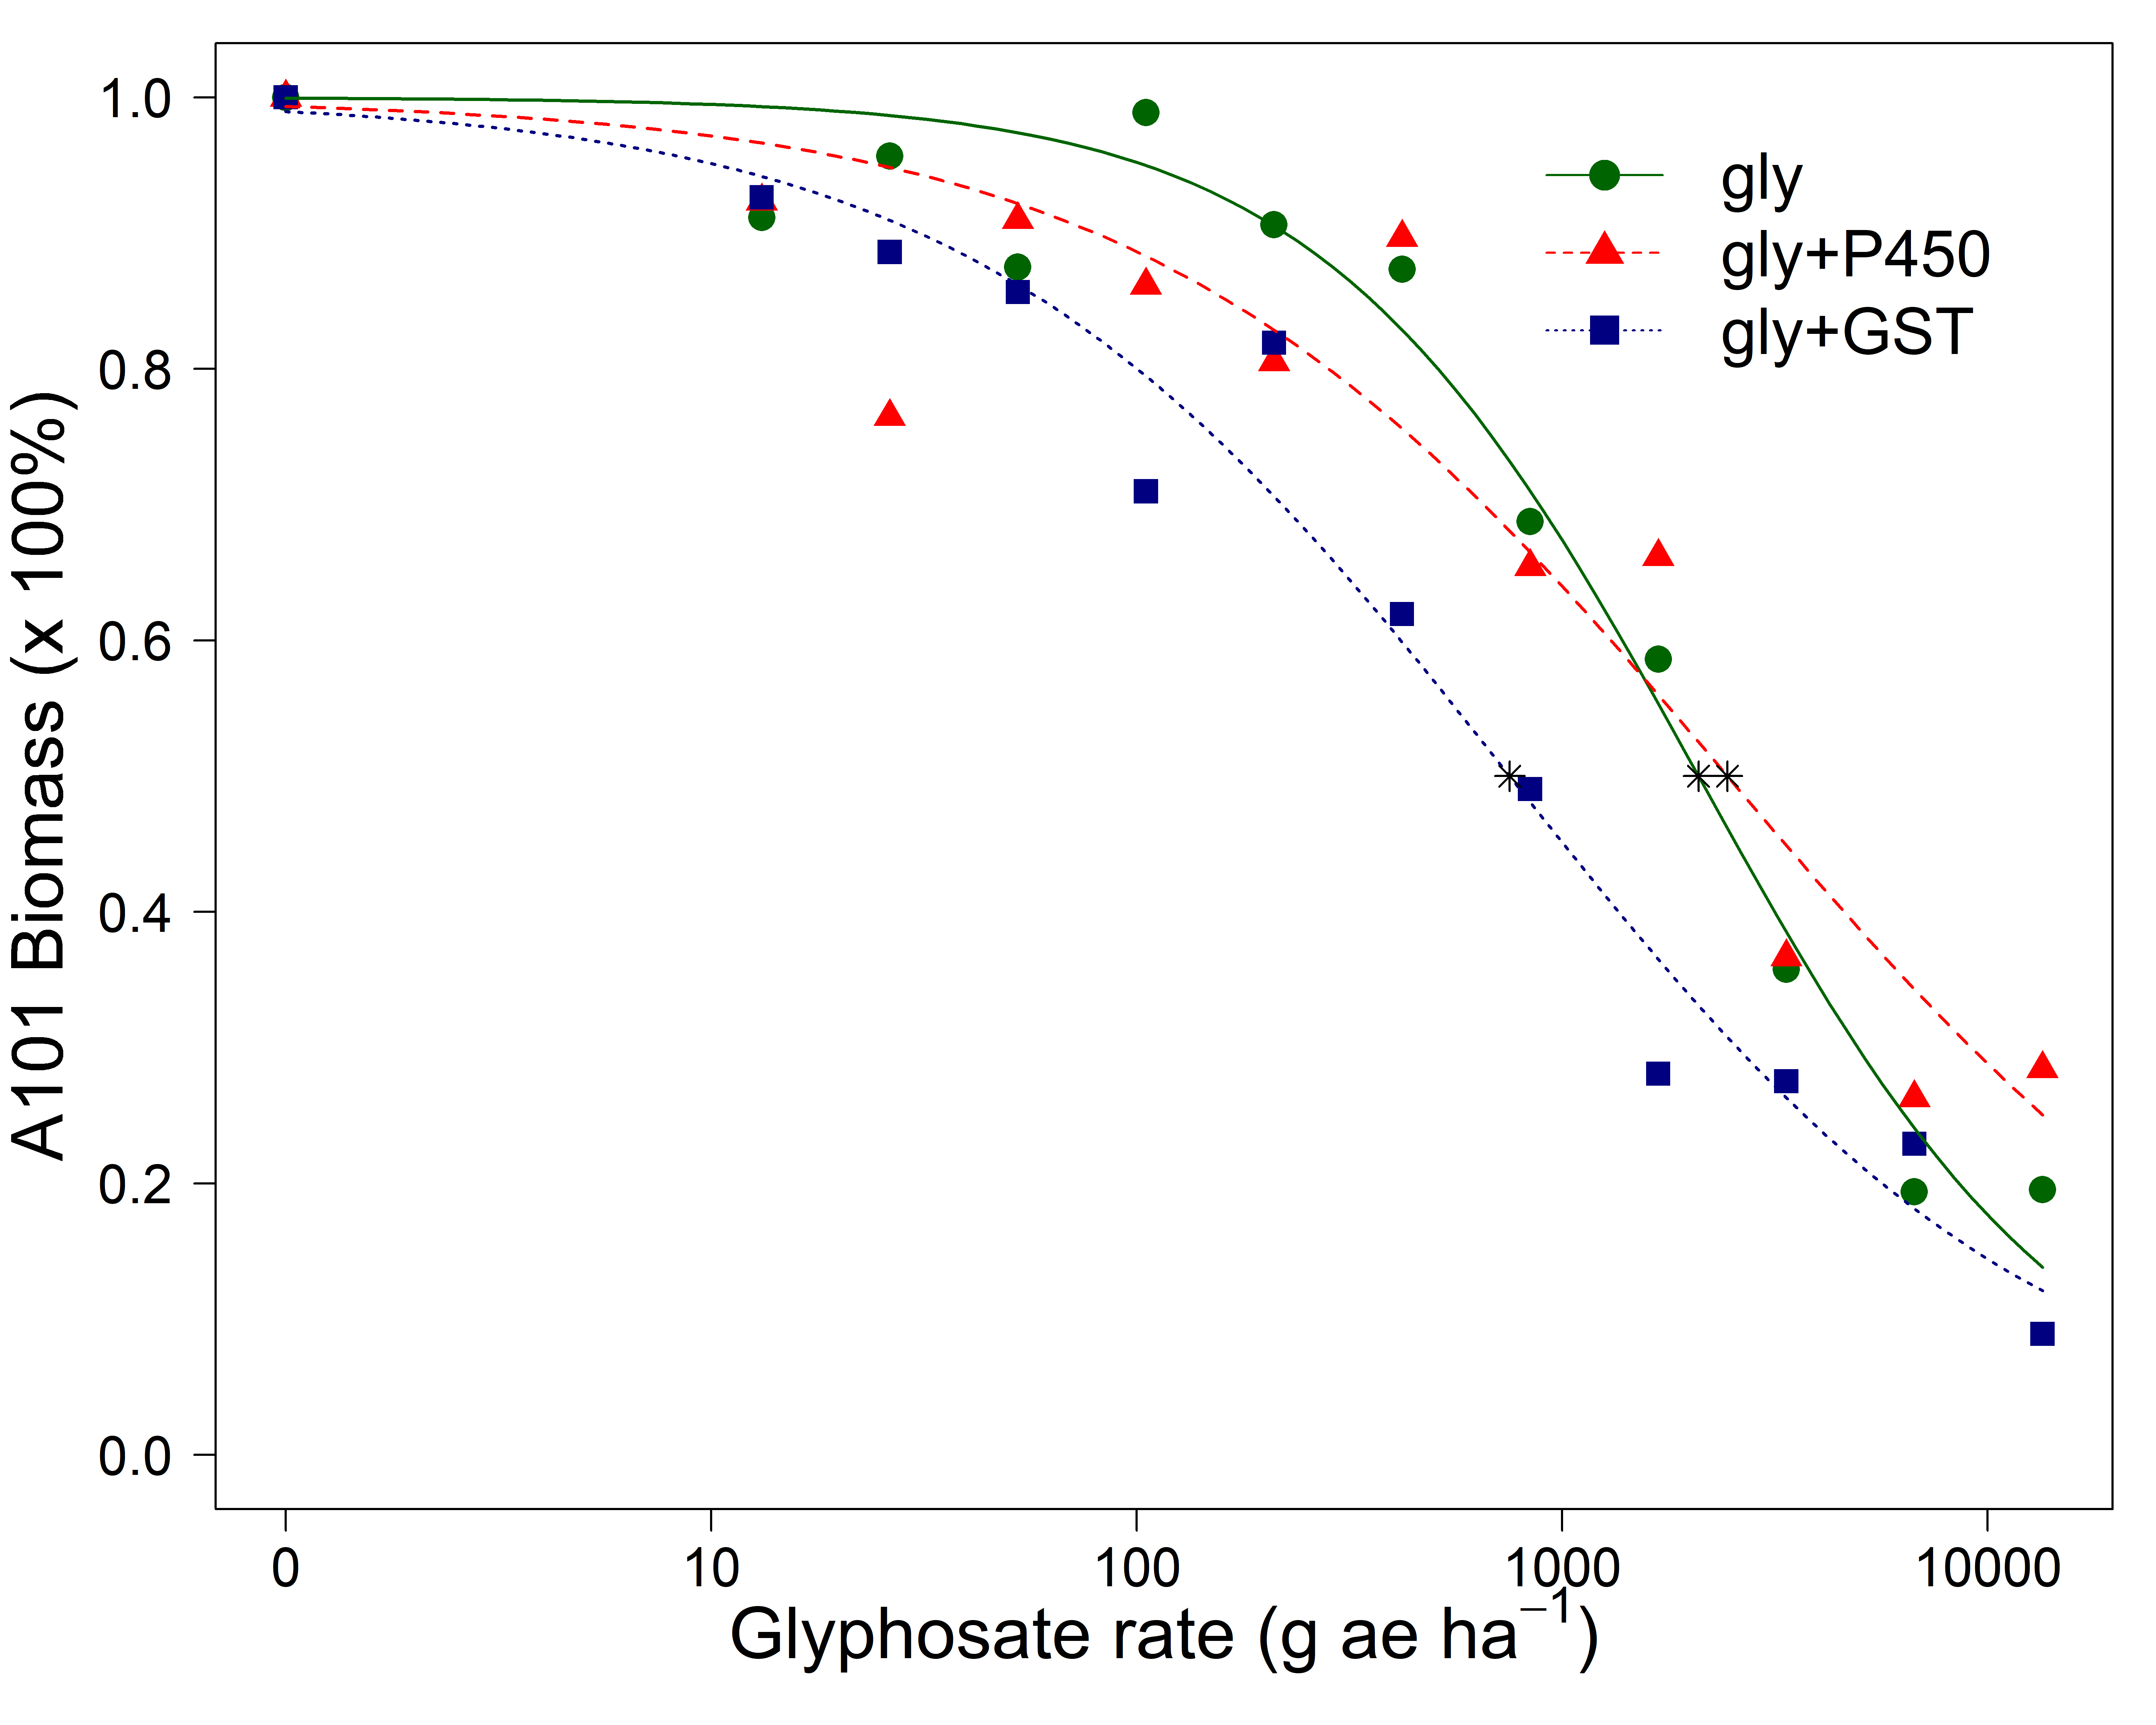 1.0
0.8
0.6
0.4
0.2
0.0
A101 Biomass (x 100%)
gly
gly+P450
gly+GST
0 10 100 1000 10000
Glyphosate rate (g ae ha⁻¹)